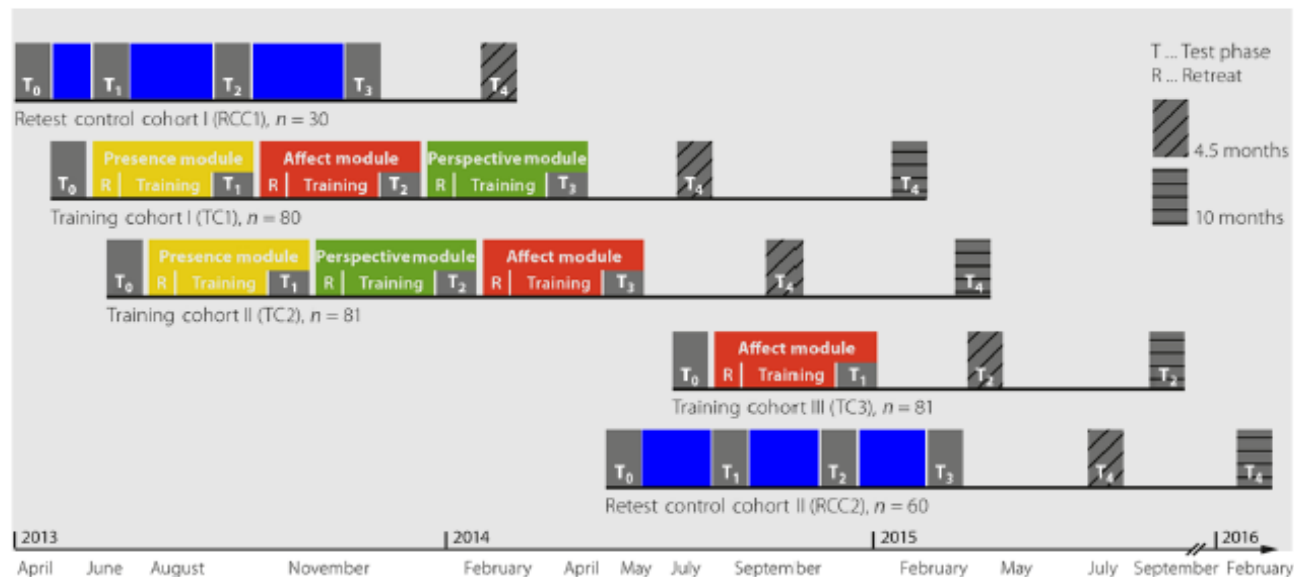 T0 T1 T2 T3 T4
Retest control cohort I (RCC1), n = 30
T ... Test phase
R ... Retreat
4.5 months
10 months
Presence module Affect module Perspective module
T0 R Training T1 R Training T2 R Training T3 T4 T4
Training cohort I (TC1), n = 80
Presence module Perspective module Affect module
T0 R Training T1 R Training T2 R Training T3 T4 T4
Training cohort II (TC2), n = 81
Affect module
T0 R Training T1 T2 T2
Training cohort III (TC3), n = 81
T0 T1 T2 T3 T4 T4
Retest control cohort II (RCC2), n = 60
2013 2014 2015 2016
April June August November February April May July September February May July September February